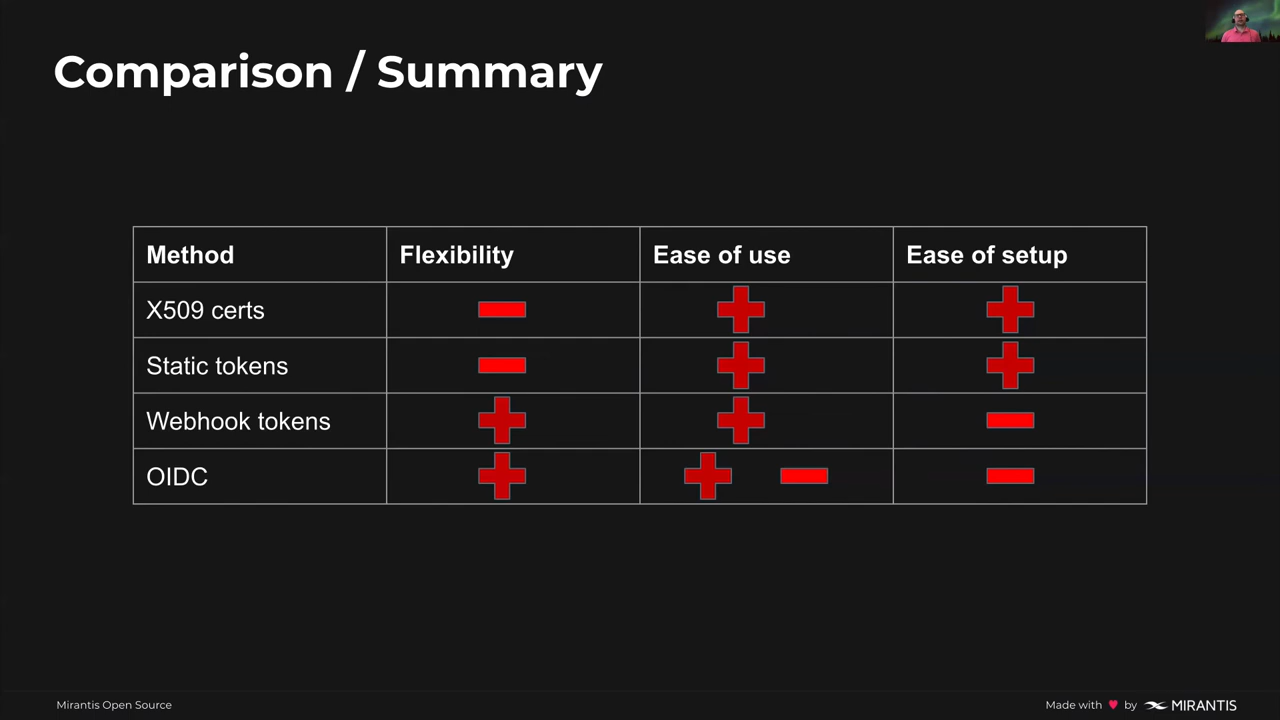 Comparison / Summary
Method Flexibility Ease of use Ease of setup
X509 certs
Static tokens
Webhook tokens
OIDC
Mirantis Open Source
Made with ♥ by MIRANTIS